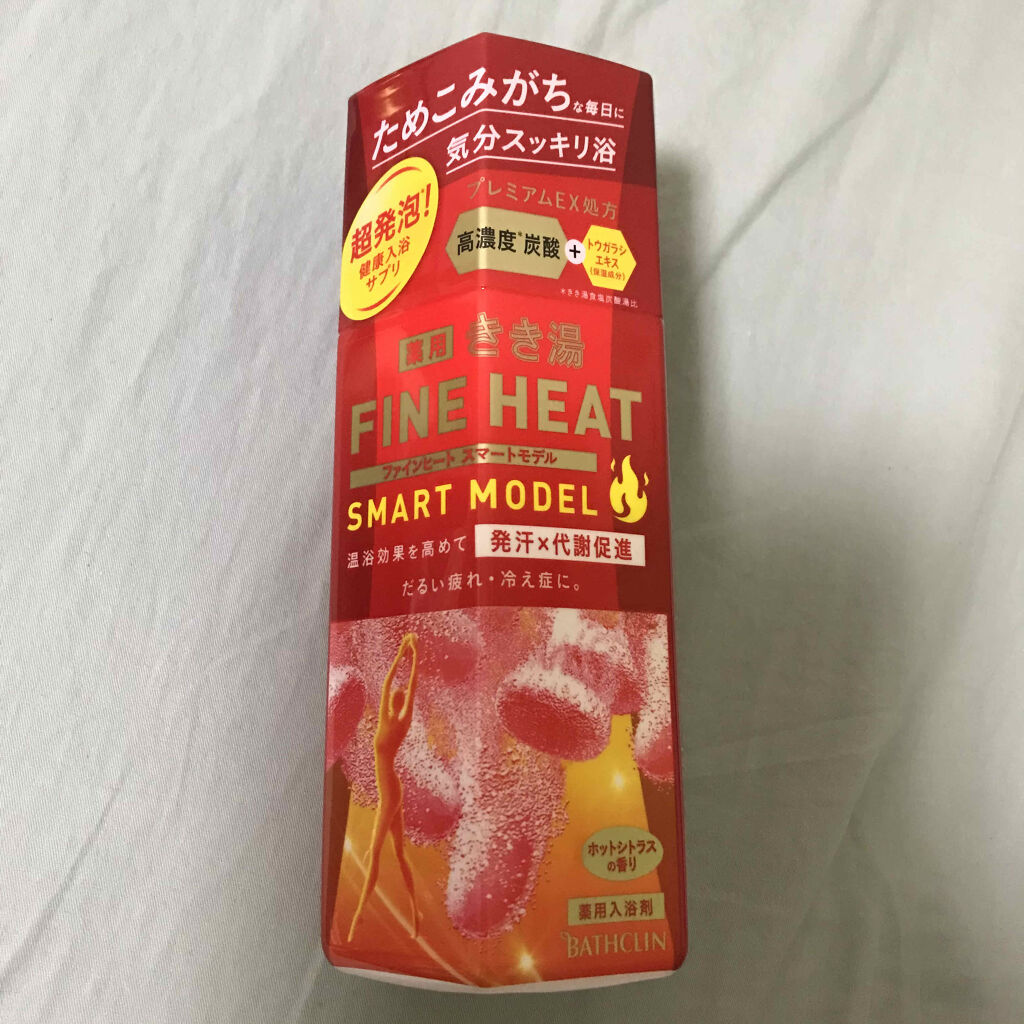 ためこみがちな毎日に
気分スッキリ浴
超発泡!
健康入浴
サプリ
プレミアムEX処方
高濃度*炭酸
+
トウガラシ
エキス
(保湿成分)
*きき湯食塩炭酸湯比
薬用 きき湯
FINE HEAT
ファインヒート スマートモデル
SMART MODEL
温浴効果を高めて 発汗×代謝促進
だるい疲れ・冷え症に。
ホットシトラス
の香り
薬用入浴剤
BATHCLIN